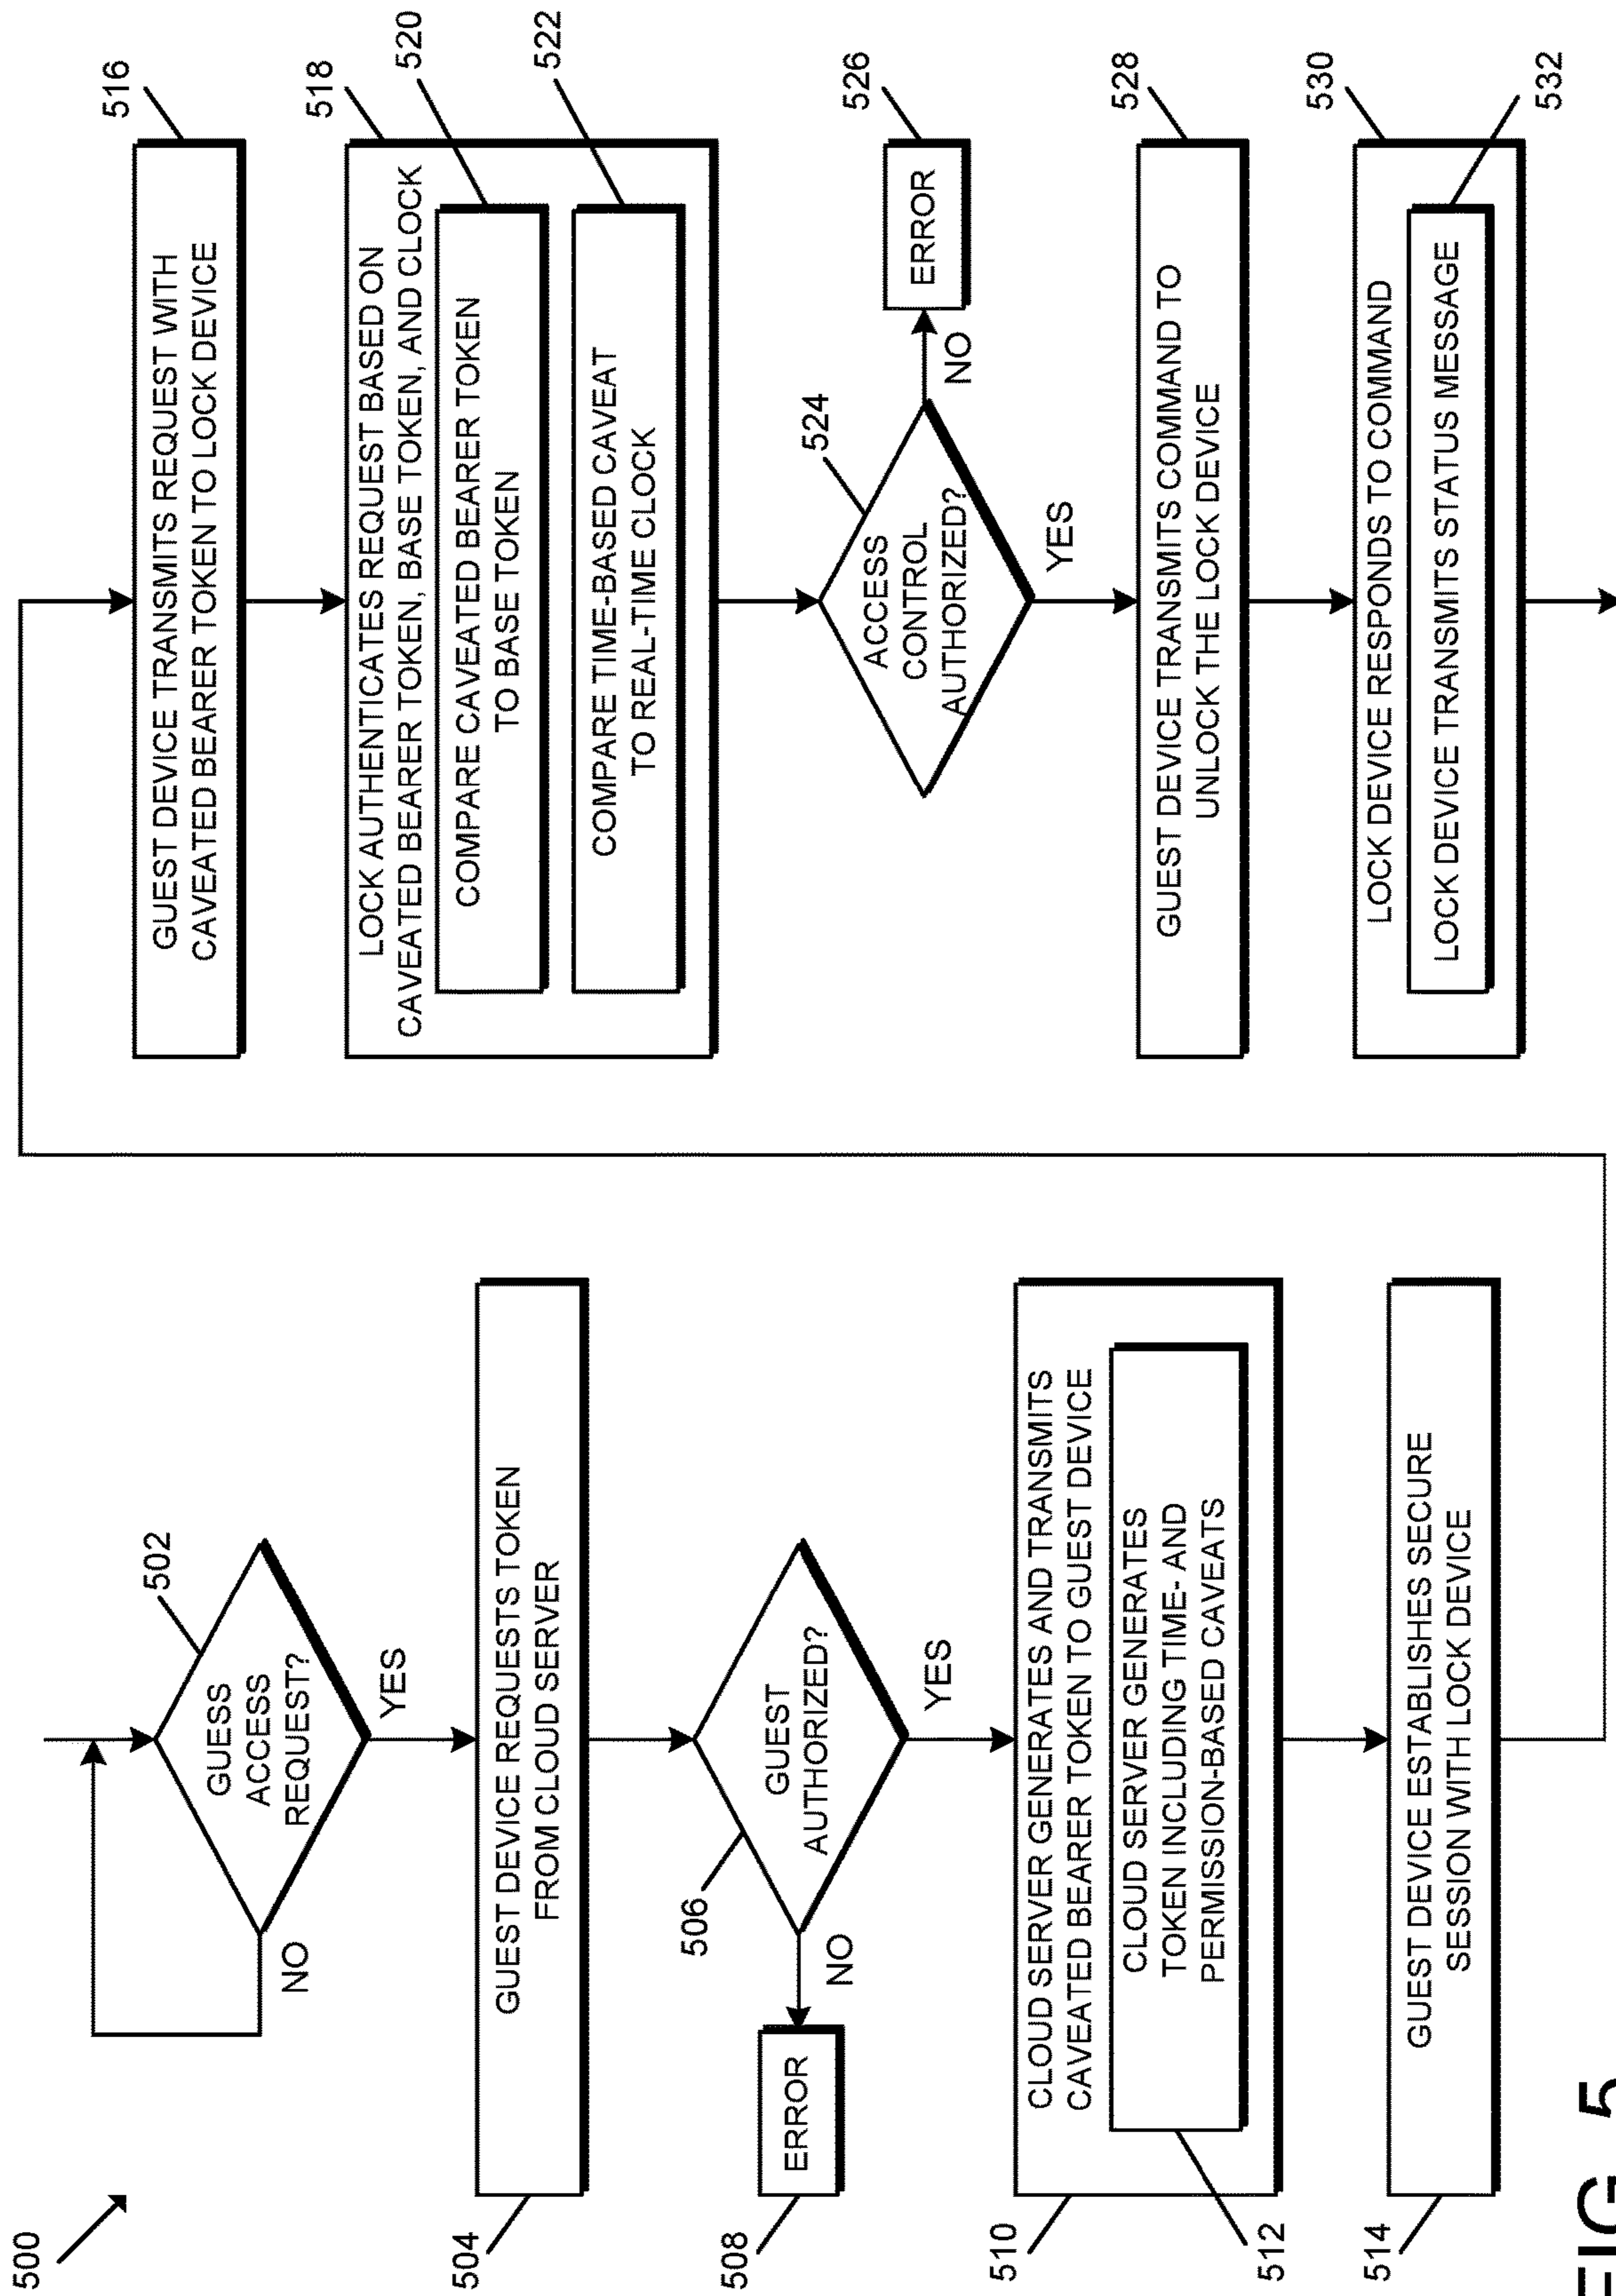 500
502
GUESS
ACCESS
REQUEST?
NO
YES
504
GUEST DEVICE REQUESTS TOKEN
FROM CLOUD SERVER
506
GUEST
AUTHORIZED?
NO
YES
508
ERROR
510
CLOUD SERVER GENERATES AND TRANSMITS
CAVEATED BEARER TOKEN TO GUEST DEVICE
512
CLOUD SERVER GENERATES
TOKEN INCLUDING TIME- AND
PERMISSION-BASED CAVEATS
514
GUEST DEVICE ESTABLISHES SECURE
SESSION WITH LOCK DEVICE
516
GUEST DEVICE TRANSMITS REQUEST WITH
CAVEATED BEARER TOKEN TO LOCK DEVICE
518
LOCK AUTHENTICATES REQUEST BASED ON
CAVEATED BEARER TOKEN, BASE TOKEN, AND CLOCK
520
COMPARE CAVEATED BEARER TOKEN
TO BASE TOKEN
522
COMPARE TIME-BASED CAVEAT
TO REAL-TIME CLOCK
524
ACCESS
CONTROL
AUTHORIZED?
NO
YES
526
ERROR
528
GUEST DEVICE TRANSMITS COMMAND TO
UNLOCK THE LOCK DEVICE
530
LOCK DEVICE RESPONDS TO COMMAND
532
LOCK DEVICE TRANSMITS STATUS MESSAGE
FIG. 5